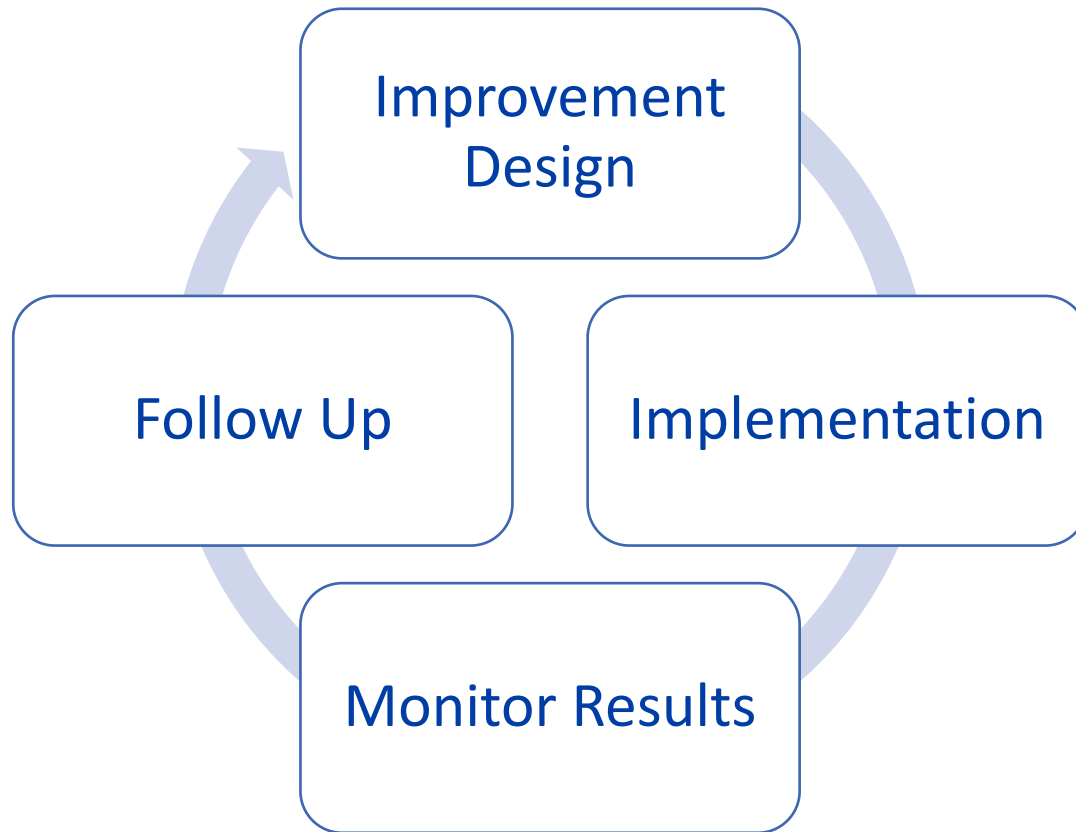 Improvement
Design
Implementation
Monitor Results
Follow Up